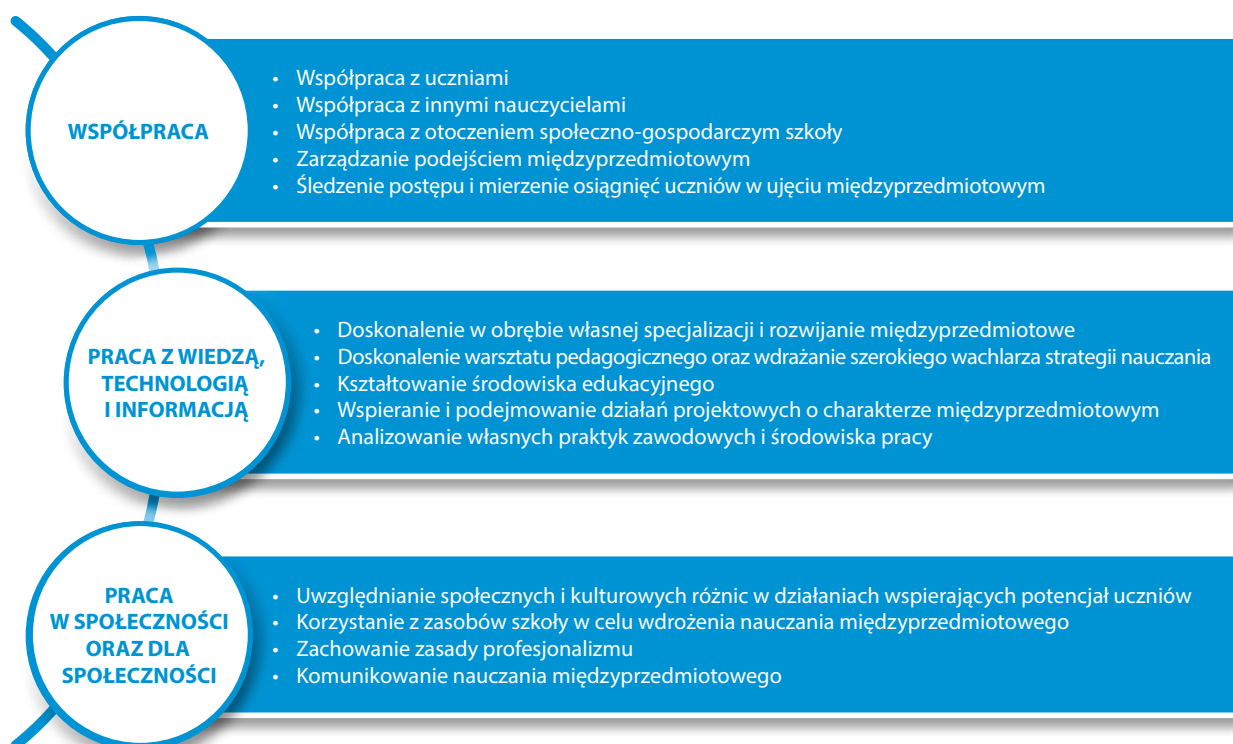 WSPÓŁPRACA
• Współpraca z uczniami
• Współpraca z innymi nauczycielami
• Współpraca z otoczeniem społeczno-gospodarczym szkoły
• Zarządzanie podejściem międzyprzedmiotowym
• Śledzenie postępu i mierzenie osiągnięć uczniów w ujęciu międzyprzedmiotowym
PRACA Z WIEDZĄ,
TECHNOLOGIĄ
I INFORMACJĄ
• Doskonalenie w obrębie własnej specjalizacji i rozwijanie międzyprzedmiotowe
• Doskonalenie warsztatu pedagogicznego oraz wdrażanie szerokiego wachlarza strategii nauczania
• Kształtowanie środowiska edukacyjnego
• Wspieranie i podejmowanie działań projektowych o charakterze międzyprzedmiotowym
• Analizowanie własnych praktyk zawodowych i środowiska pracy
PRACA
W SPOŁECZNOŚCI
ORAZ DLA
SPOŁECZNOŚCI
• Uwzględnianie społecznych i kulturowych różnic w działaniach wspierających potencjał uczniów
• Korzystanie z zasobów szkoły w celu wdrożenia nauczania międzyprzedmiotowego
• Zachowanie zasady profesjonalizmu
• Komunikowanie nauczania międzyprzedmiotowego